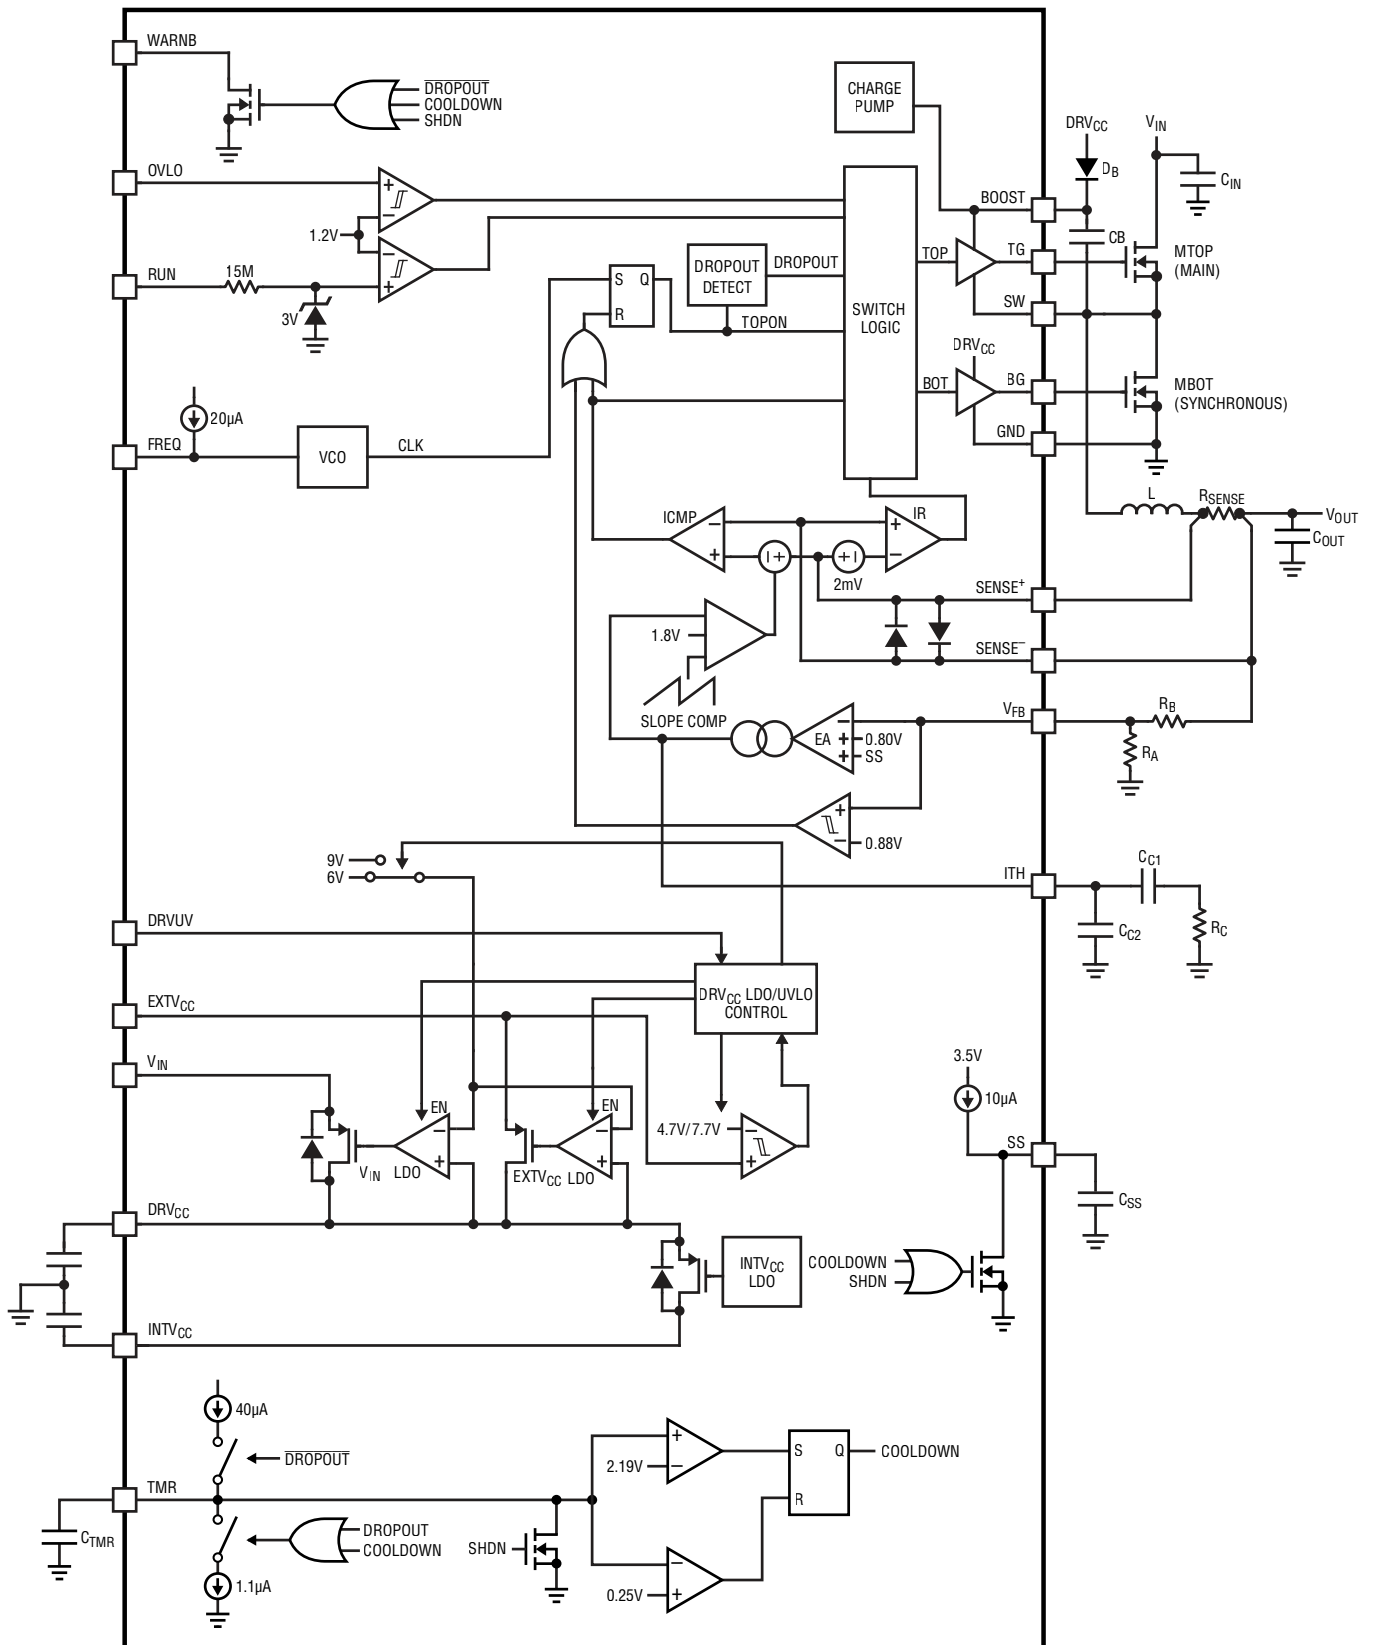 WARNB
DROPOUT
COOLDOWN
SHDN
CHARGE
PUMP
DRVCC
VIN
DB
CIN
OVLO
1.2V
BOOST
CB
RUN
15M
3V
S Q
R
DROPOUT
DETECT
DROPOUT
TOPON
SWITCH
LOGIC
TOP
TG
MTOP
(MAIN)
SW
DRVCC
BOT
BG
MBOT
(SYNCHRONOUS)
GND
20µA
FREQ
VCO
CLK
L
RSENSE
VOUT
COUT
ICMP
−
+
+
+
2mV
+
−
IR
SENSE+
SENSE−
1.8V
SLOPE COMP
VFB
RB
RA
EA
−
+
+
0.80V
SS
+
−
0.88V
9V
6V
ITH
CC1
CC2
RC
DRVUV
DRVCC LDO/UVLO
CONTROL
EXTVCC
VIN
EN
−
+
VIN LDO
EN
−
+
EXTVCC LDO
4.7V/7.7V
−
+
3.5V
10µA
SS
CSS
DRVCC
INTVCC
LDO
COOLDOWN
SHDN
INTVCC
40µA
DROPOUT
TMR
CTMR
DROPOUT
COOLDOWN
1.1µA
SHDN
+
−
2.19V
−
+
0.25V
S Q
R
COOLDOWN